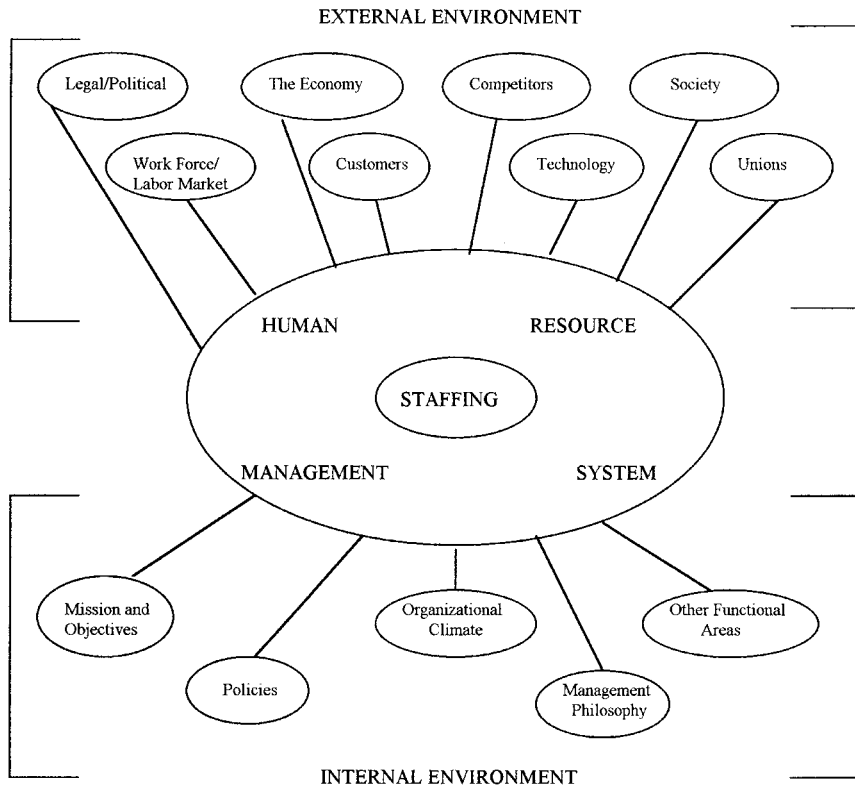 EXTERNAL ENVIRONMENT
Legal/Political
The Economy
Competitors
Society
Work Force/
Labor Market
Customers
Technology
Unions
HUMAN
RESOURCE
STAFFING
MANAGEMENT
SYSTEM
Mission and
Objectives
Organizational
Climate
Other Functional
Areas
Policies
Management
Philosophy
INTERNAL ENVIRONMENT